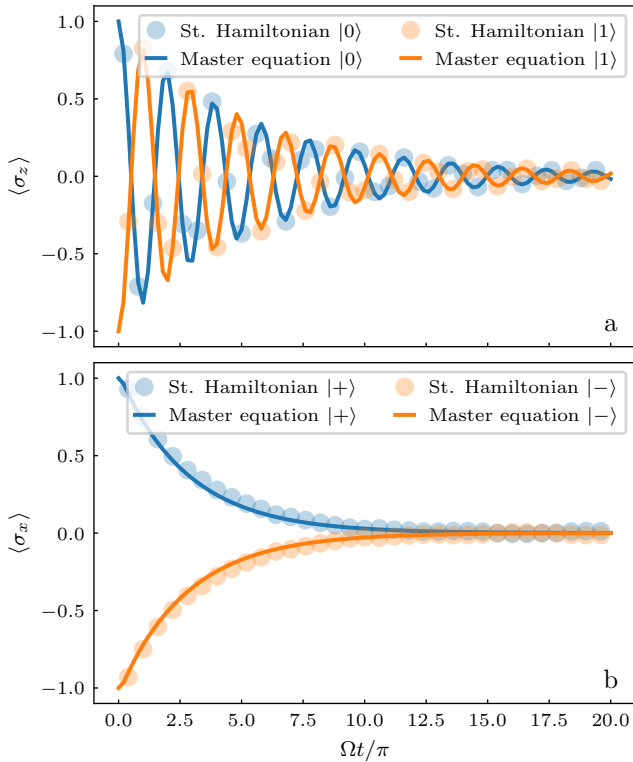 St. Hamiltonian |0⟩ St. Hamiltonian |1⟩
Master equation |0⟩ Master equation |1⟩
1.0
0.5
0.0
−0.5
−1.0
⟨σz⟩
a
St. Hamiltonian |+⟩ St. Hamiltonian |−⟩
Master equation |+⟩ Master equation |−⟩
1.0
0.5
0.0
−0.5
−1.0
⟨σx⟩
b
0.0 2.5 5.0 7.5 10.0 12.5 15.0 17.5 20.0
Ωt/π